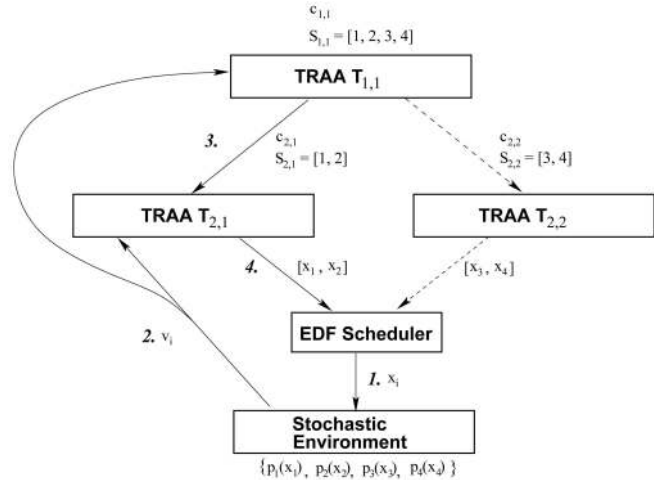 c1,1
S1,1 = [1, 2, 3, 4]
TRAA T1,1
3.
c2,1
S2,1 = [1, 2]
c2,2
S2,2 = [3, 4]
TRAA T2,1
TRAA T2,2
4.
[x1 , x2]
[x3 , x4]
2. vi
EDF Scheduler
1. xi
Stochastic
Environment
{p1(x1) , p2(x2) , p3(x3) , p4(x4) }